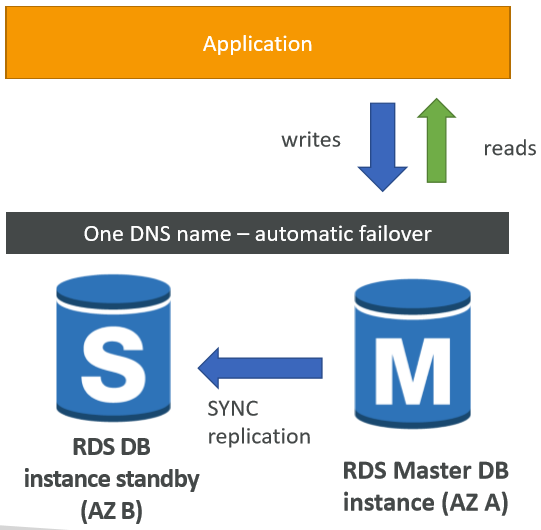 Application
writes
reads
One DNS name – automatic failover
S
M
SYNC
replication
RDS DB
instance standby
(AZ B)
RDS Master DB
instance (AZ A)